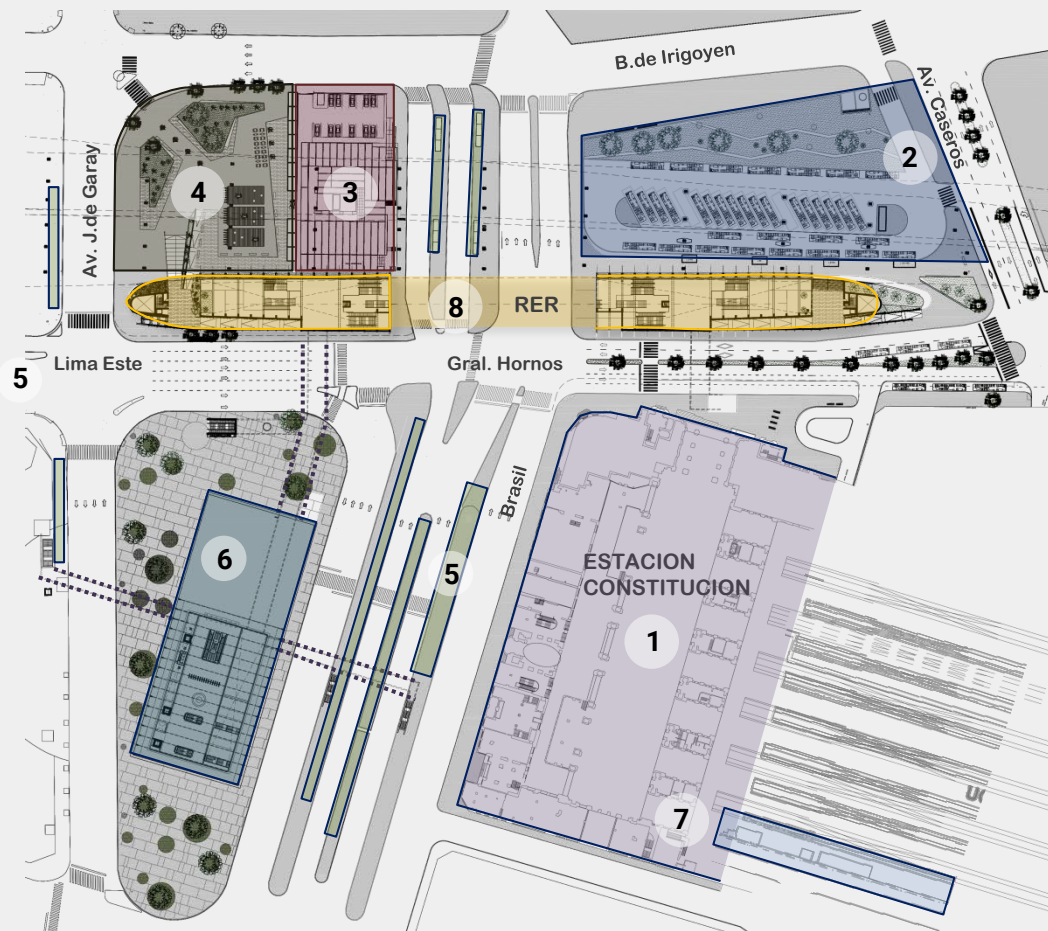 B.de Irigoyen
Av. Caseros
Av. J.de Garay
4
3
2
8
RER
5
Lima Este
Gral. Hornos
Brasil
6
5
ESTACION
CONSTITUCION
1
7